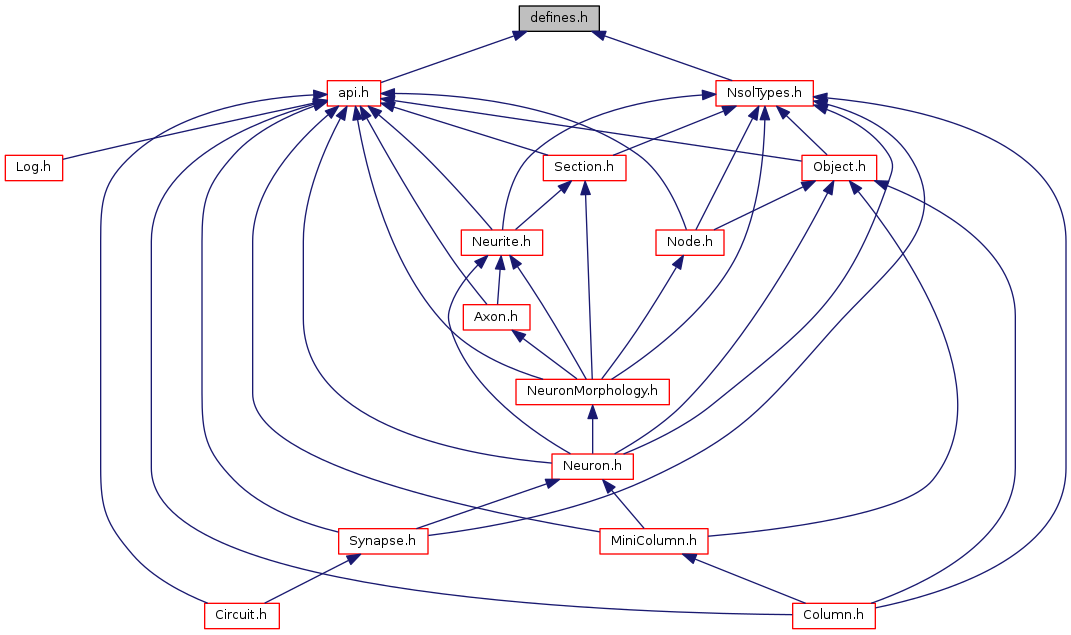 defines.h
api.h
NsolTypes.h
Log.h
Section.h
Object.h
Neurite.h
Node.h
Axon.h
NeuronMorphology.h
Neuron.h
Synapse.h
MiniColumn.h
Circuit.h
Column.h